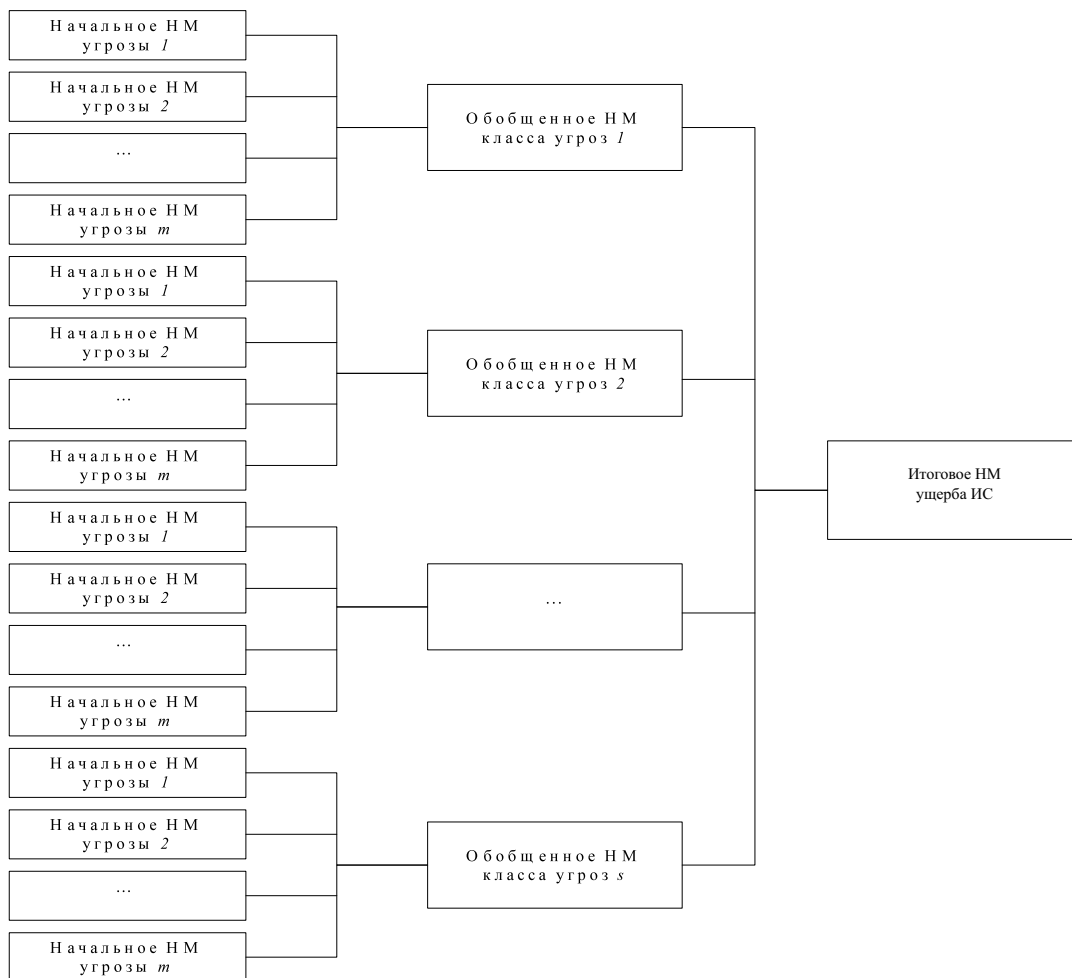 Начальное НМ
угрозы 1
Начальное НМ
угрозы 2
...
Начальное НМ
угрозы m
Обобщенное НМ
класса угроз 1
Начальное НМ
угрозы 1
Начальное НМ
угрозы 2
...
Начальное НМ
угрозы m
Обобщенное НМ
класса угроз 2
Начальное НМ
угрозы 1
Начальное НМ
угрозы 2
...
Начальное НМ
угрозы m
...
Начальное НМ
угрозы 1
Начальное НМ
угрозы 2
...
Начальное НМ
угрозы m
Обобщенное НМ
класса угроз s
Итоговое НМ
ущерба ИС